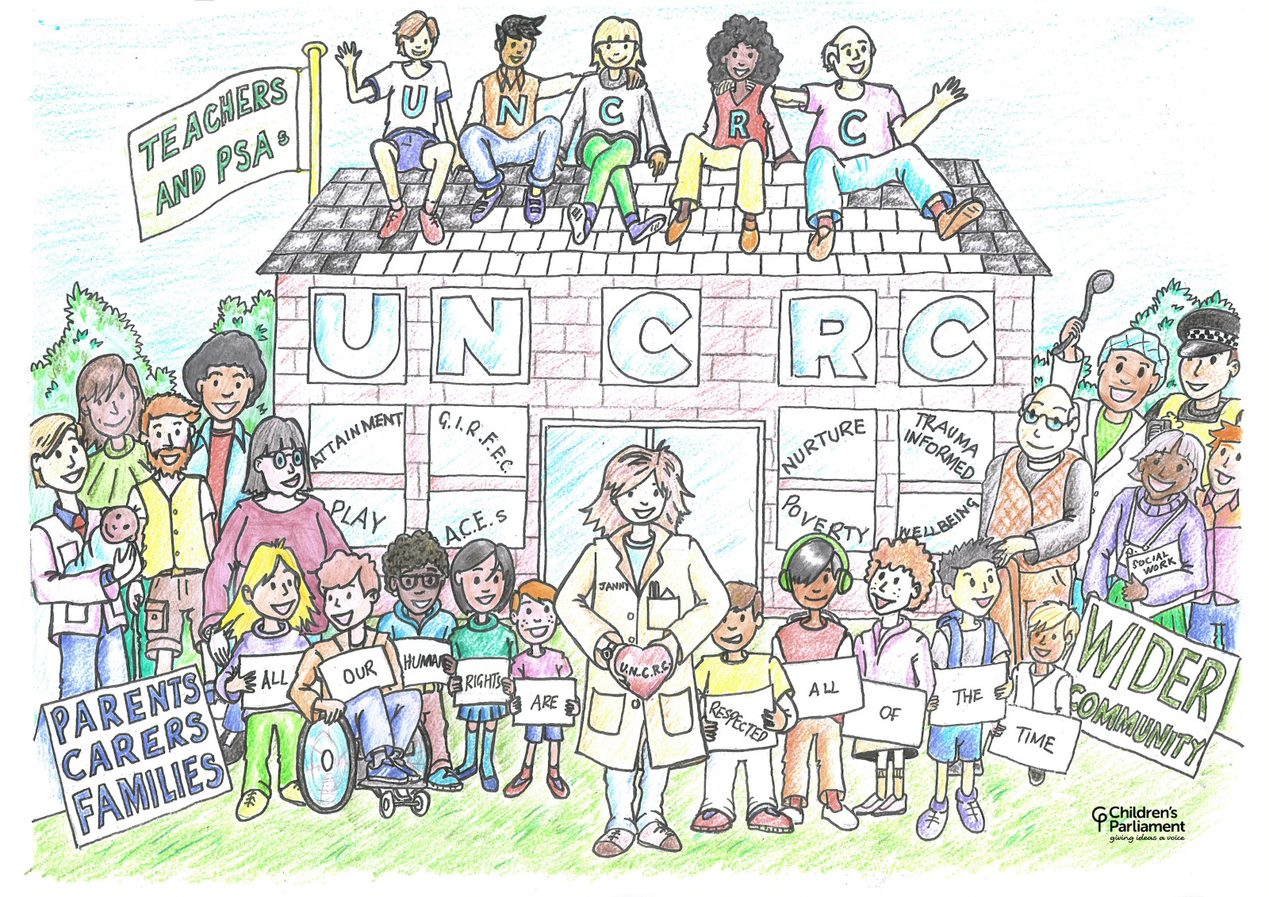 TEACHERS
AND PSAs
U
N
C
R
C
U
N
C
R
C
ATTAINMENT
G.I.R.F.E.C.
PLAY
A.C.E.s
NURTURE
TRAUMA
INFORMED
POVERTY
WELLBEING
JANNY
U.N.C.R.C.
SOCIAL
WORK
ALL
OUR
HUMAN
RIGHTS
ARE
RESPECTED
ALL
OF
THE
TIME
PARENTS
CARERS
FAMILIES
WIDER
COMMUNITY
Children's
Parliament
giving ideas a voice